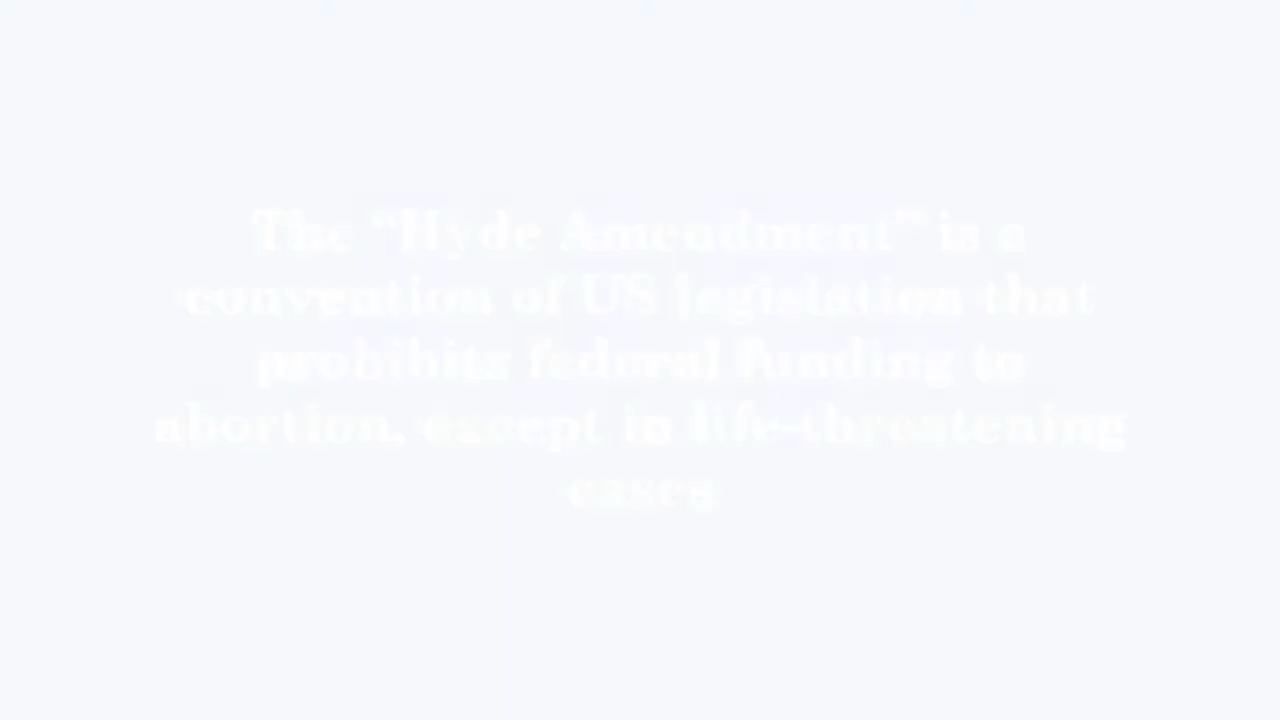 The “Hyde Amendment” is a
convention of US legislation that
prohibits federal funding to
abortion, except in life-threatening
cases